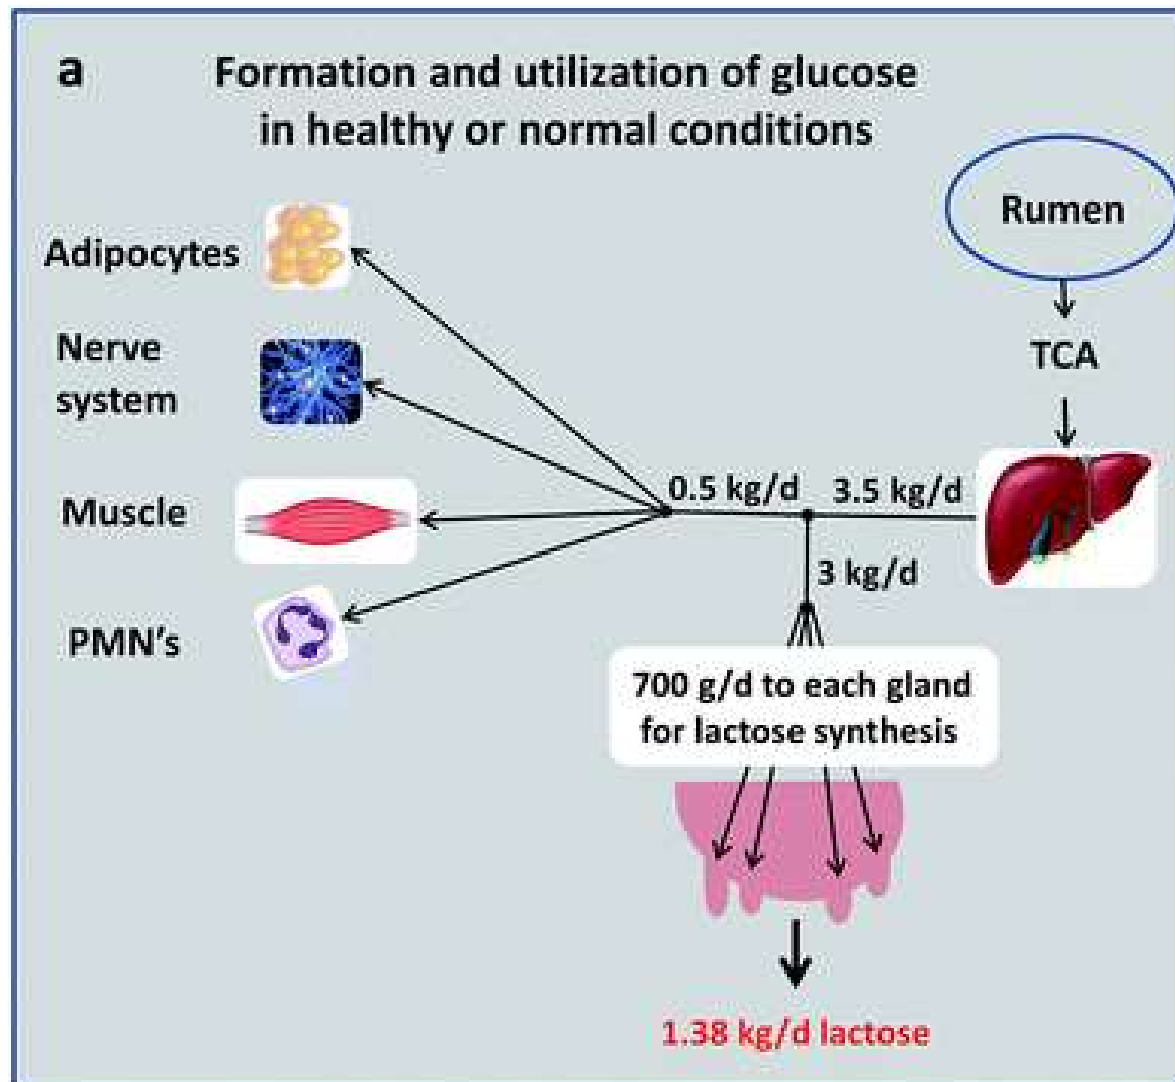 a
Formation and utilization of glucose
in healthy or normal conditions
Rumen
TCA
Adipocytes
Nerve
system
Muscle
PMN's
0.5 kg/d
3.5 kg/d
3 kg/d
700 g/d to each gland
for lactose synthesis
1.38 kg/d lactose